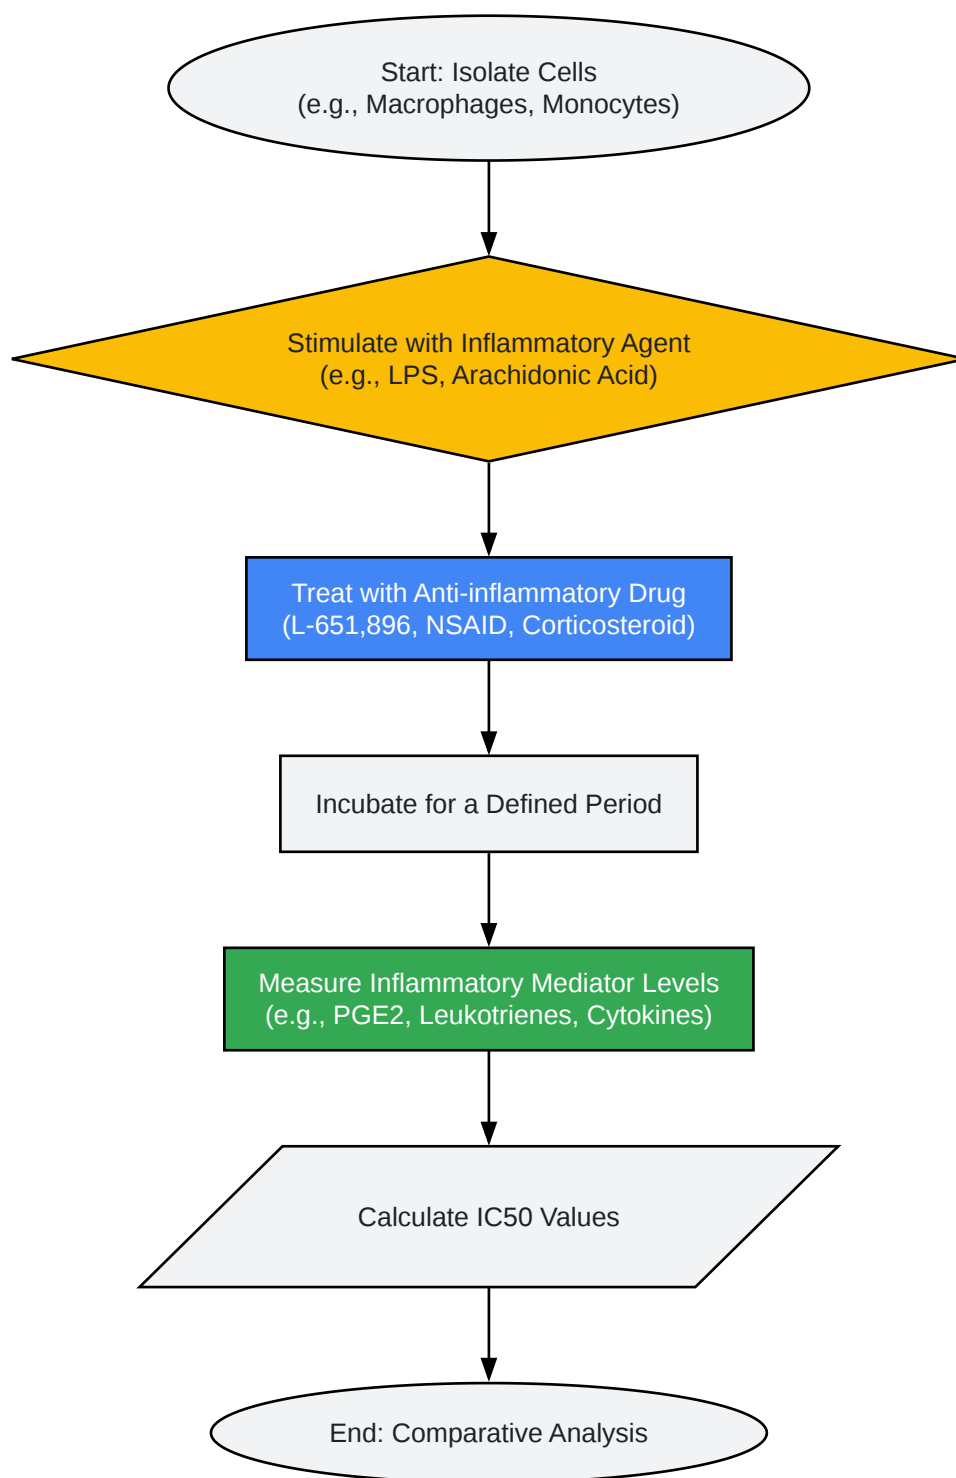 Start: Isolate Cells
(e.g., Macrophages, Monocytes)
Stimulate with Inflammatory Agent
(e.g., LPS, Arachidonic Acid)
Treat with Anti-inflammatory Drug
(L-651,896, NSAID, Corticosteroid)
Incubate for a Defined Period
Measure Inflammatory Mediator Levels
(e.g., PGE2, Leukotrienes, Cytokines)
Calculate IC50 Values
End: Comparative Analysis